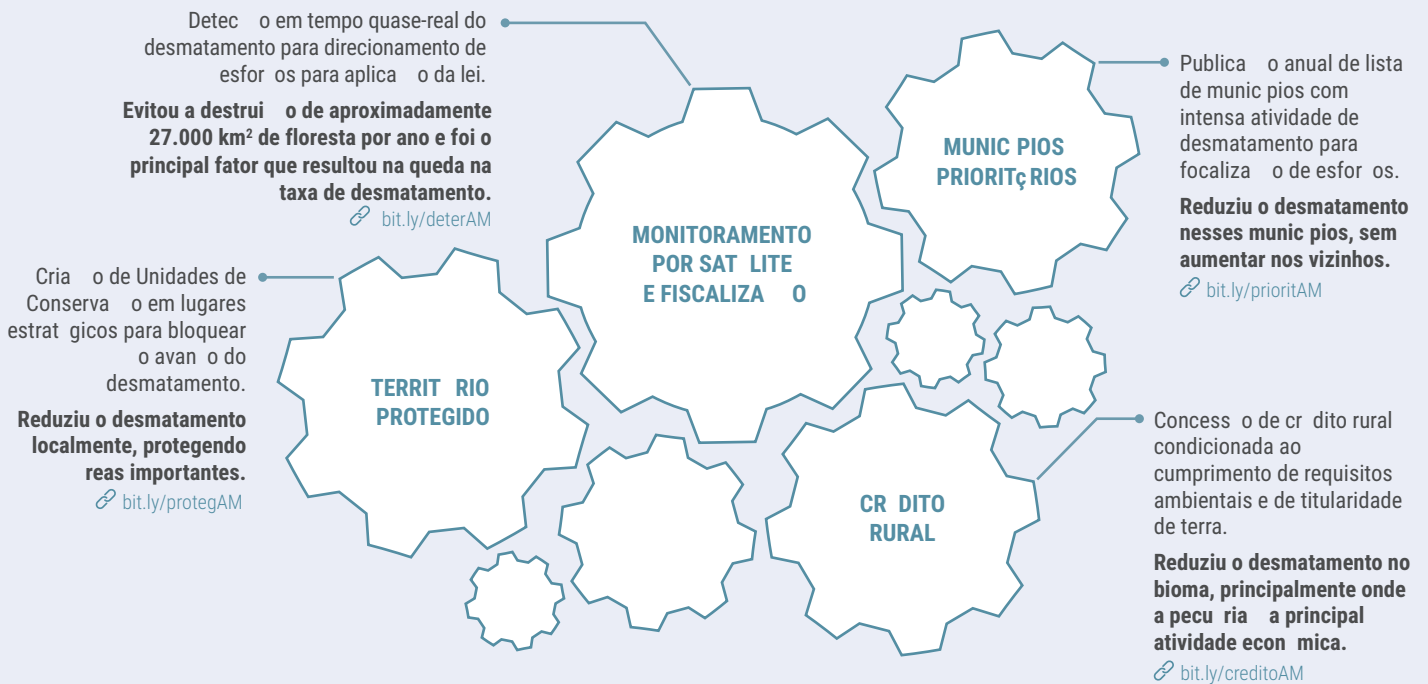 Detec o em tempo quase-real do
desmatamento para direcionamento de
esfor os para aplica o da lei.
Evitou a destrui o de aproximadamente
27.000 km² de floresta por ano e foi o
principal fator que resultou na queda na
taxa de desmatamento.
bit.ly/deterAM
Cria o de Unidades de
Conserva o em lugares
estrat gicos para bloquear
o avan o do
desmatamento.
Reduziu o desmatamento
localmente, protegendo
reas importantes.
bit.ly/protegAM
TERRIT RIO
PROTEGIDO
MONITORAMENTO
POR SAT LITE
E FISCALIZA O
MUNIC PIOS
PRIORITç RIOS
Publica o anual de lista
de munic pios com
intensa atividade de
desmatamento para
focaliza o de esfor os.
Reduziu o desmatamento
nesses munic pios, sem
aumentar nos vizinhos.
bit.ly/prioritAM
CR DITO
RURAL
Concess o de cr dito rural
condicionada ao
cumprimento de requisitos
ambientais e de titularidade
de terra.
Reduziu o desmatamento no
bioma, principalmente onde
a pecu ria a principal
atividade econ mica.
bit.ly/creditoAM